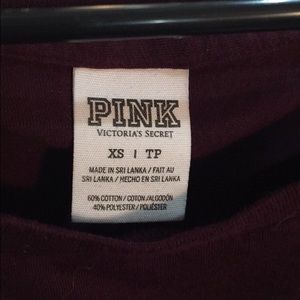 PINK
VICTORIA'S SECRET
XS | TP
MADE IN SRI LANKA / FAIT AU
SRI LANKA / HECHO EN SRI LANKA
60% COTTON / COTON / ALGODÓN
40% POLYESTER / POLIÉSTER